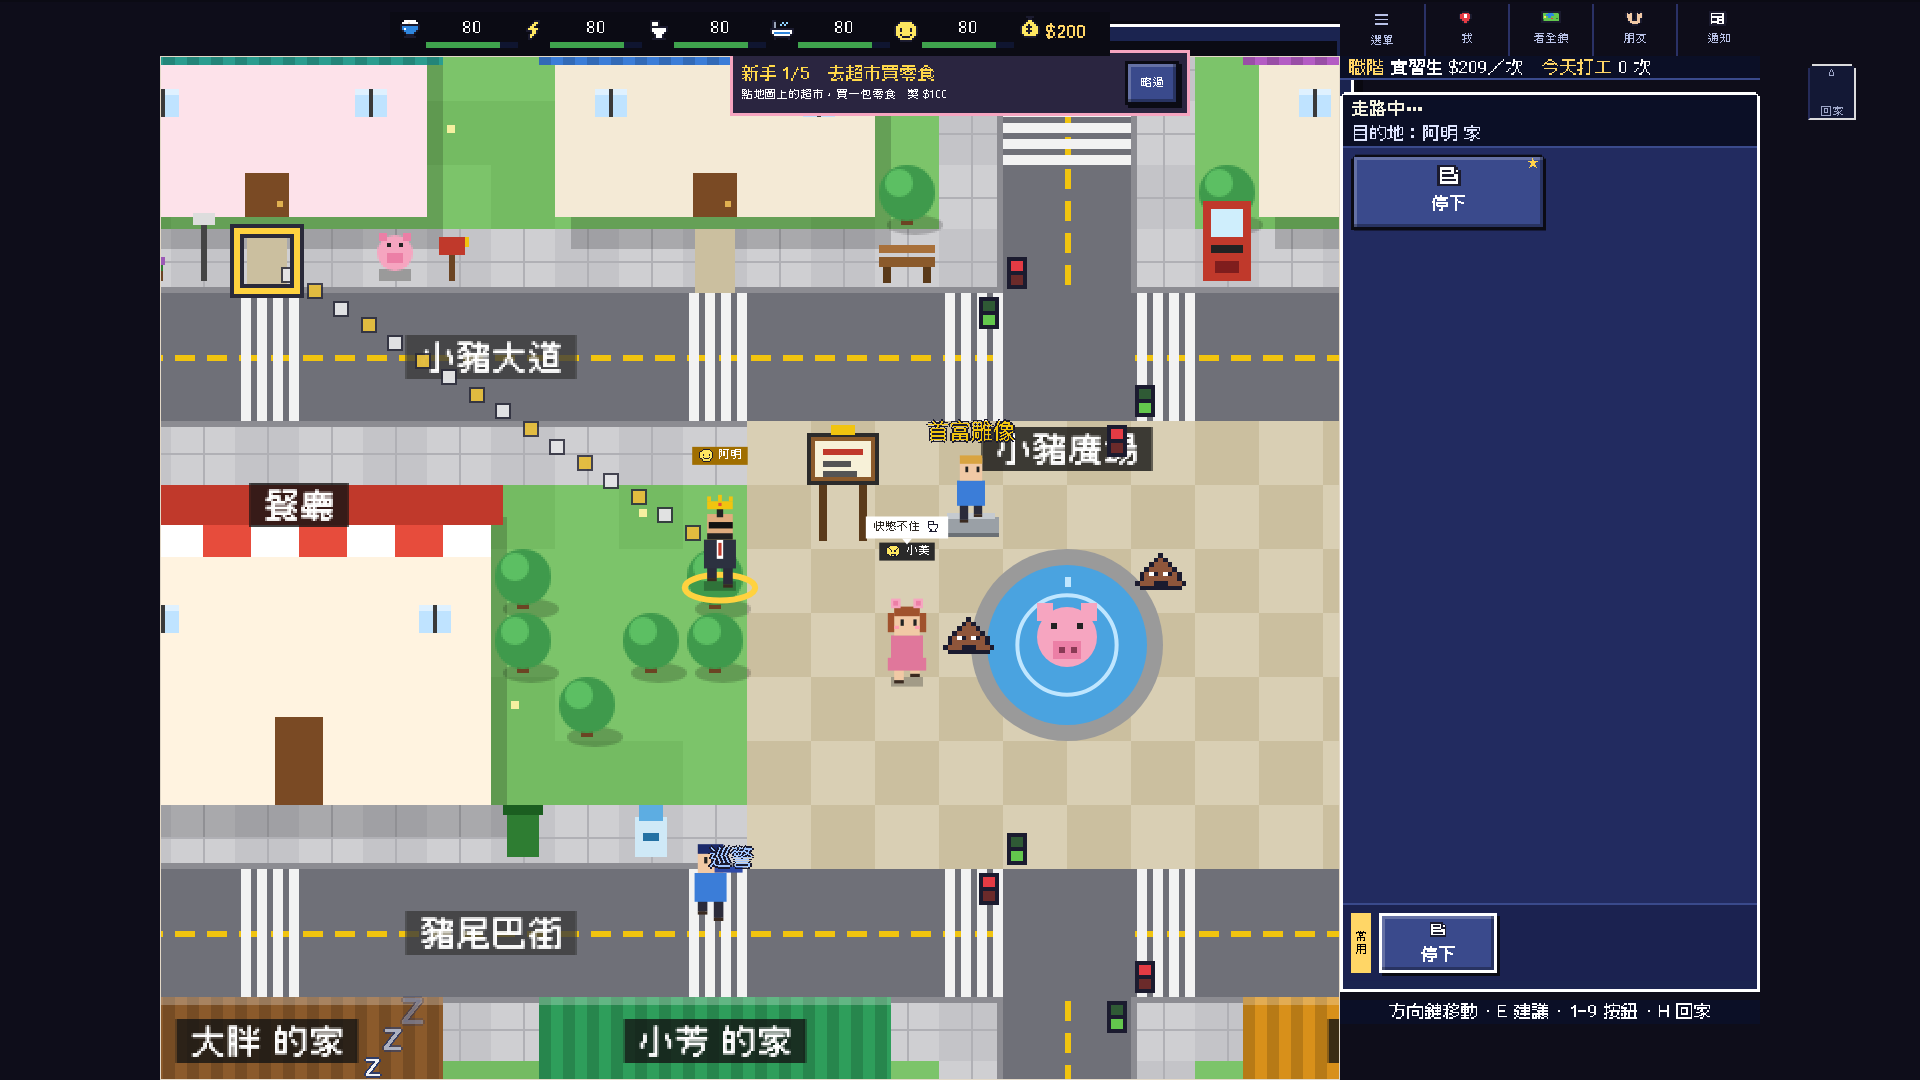 80 80 80 80 80 $200
選單 我 看全鎮 朋友 通知
職階 實習生 $209／次 今天打工 0 次
新手 1/5 去超市買零食
點地圖上的超市，買一包零食 獎 $100
略過
回家
走路中…
目的地：阿明 家
停下
小豬大道
阿明
首富雕像
小豬廣場
餐廳
快憋不住
小美
巡警
豬尾巴街
常用
停下
大胖 的家
Z
Z
Z
小芳 的家
方向鍵移動 · E 建議 · 1-9 按鈕 · H 回家